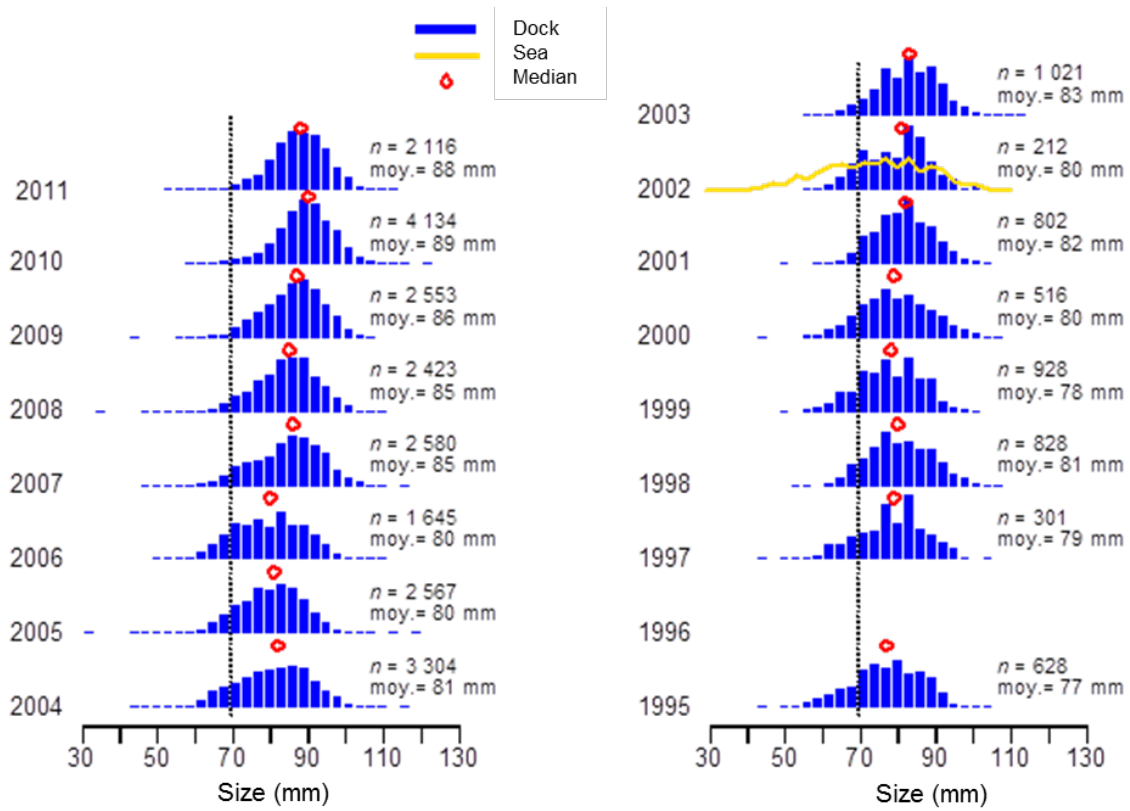 Dock
Sea
Median
2011
n = 2 116
moy.= 88 mm
2010
n = 4 134
moy.= 89 mm
2009
n = 2 553
moy.= 86 mm
2008
n = 2 423
moy.= 85 mm
2007
n = 2 580
moy.= 85 mm
2006
n = 1 645
moy.= 80 mm
2005
n = 2 567
moy.= 80 mm
2004
n = 3 304
moy.= 81 mm
30 50 70 90 110 130
Size (mm)
2003
n = 1 021
moy.= 83 mm
2002
n = 212
moy.= 80 mm
2001
n = 802
moy.= 82 mm
2000
n = 516
moy.= 80 mm
1999
n = 928
moy.= 78 mm
1998
n = 828
moy.= 81 mm
1997
n = 301
moy.= 79 mm
1996
1995
n = 628
moy.= 77 mm
30 50 70 90 110 130
Size (mm)